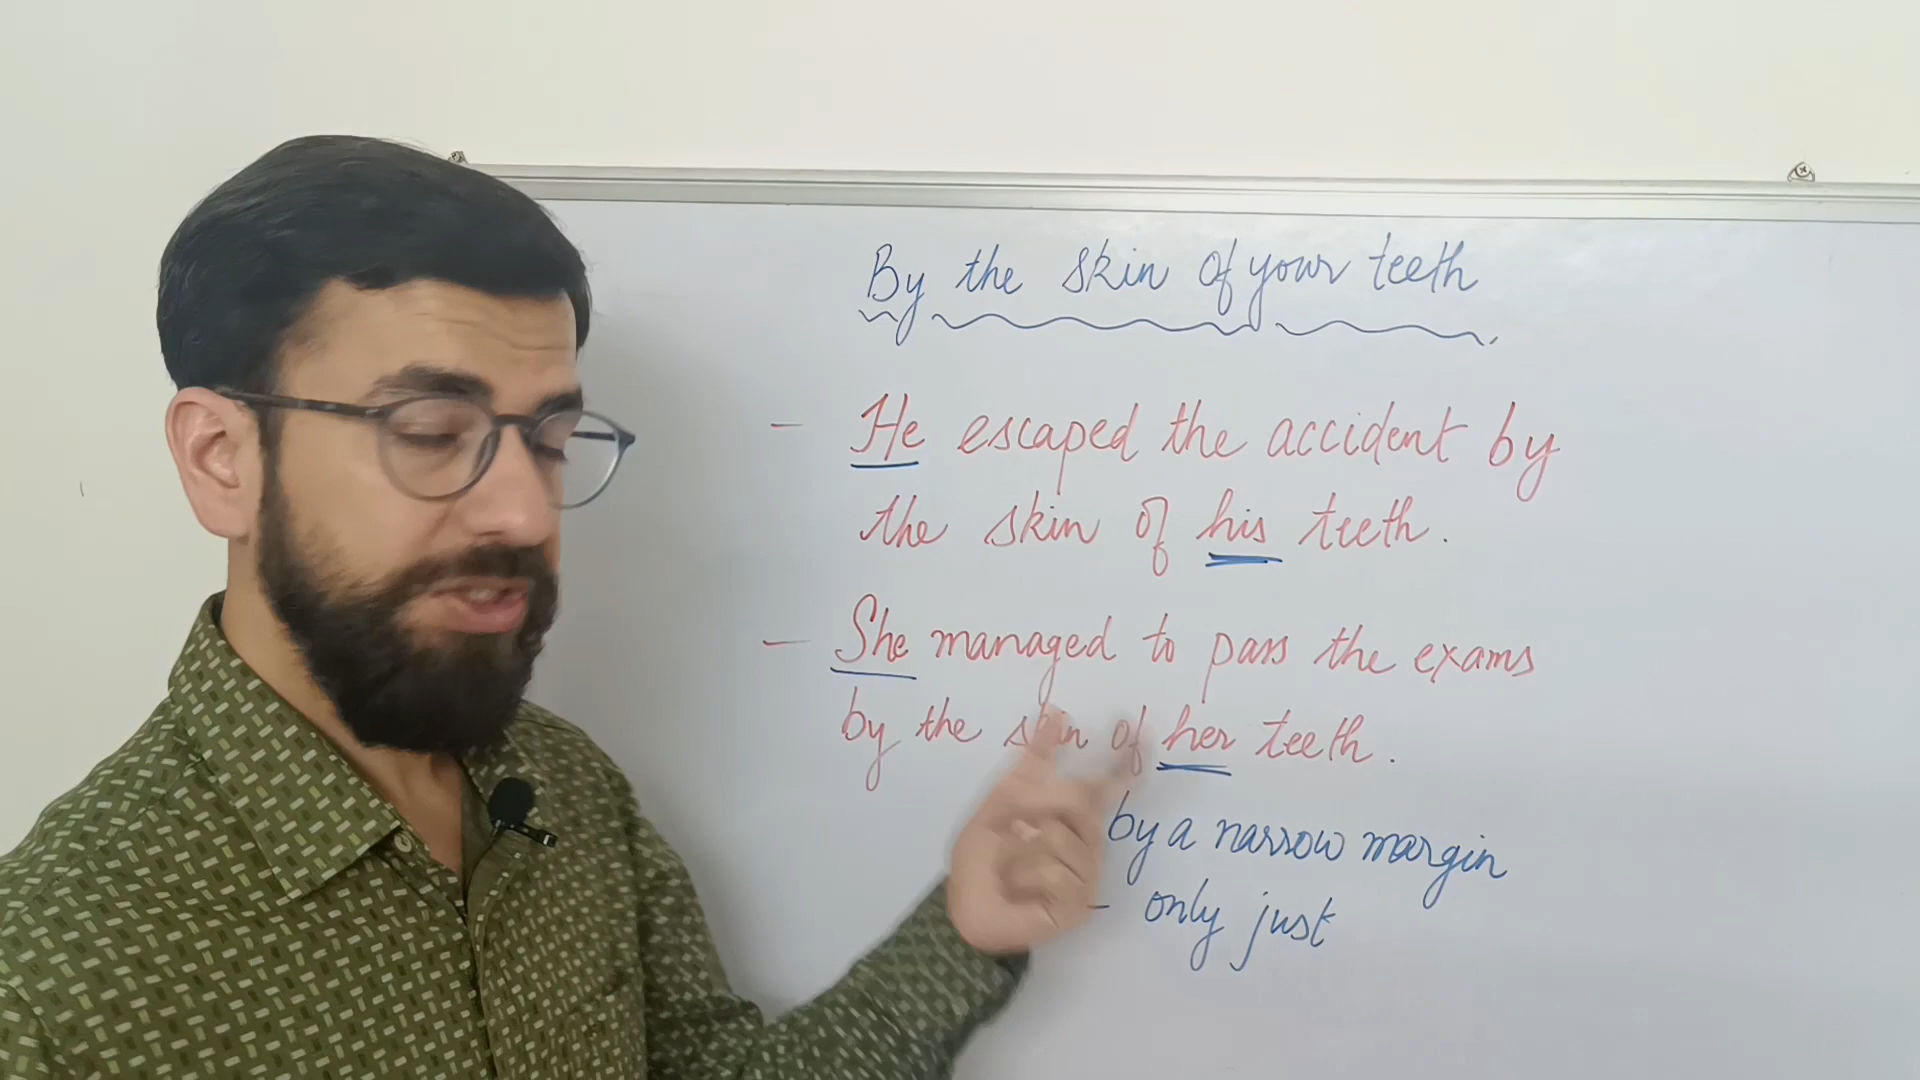 By the skin of your teeth
- He escaped the accident by
the skin of his teeth.
- She managed to pass the exams
by the skin of her teeth.
by a narrow margin
- only just